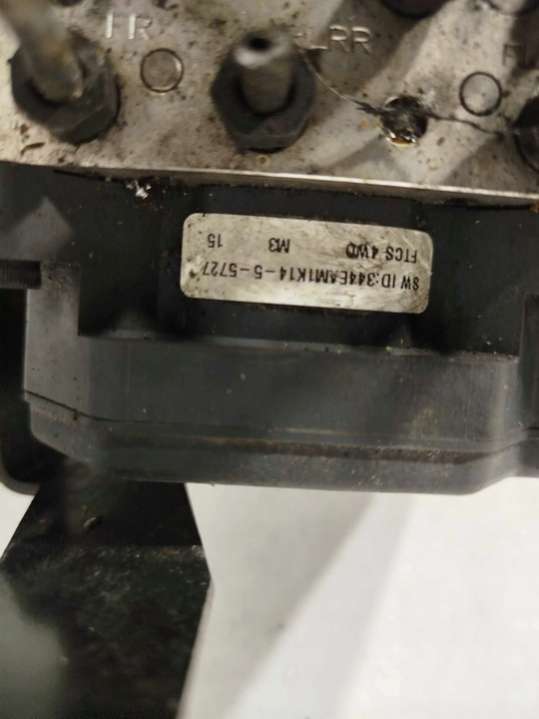 FR
RR
SW ID:344EAM1K14-5-5727
FTCS 4WD M3 15